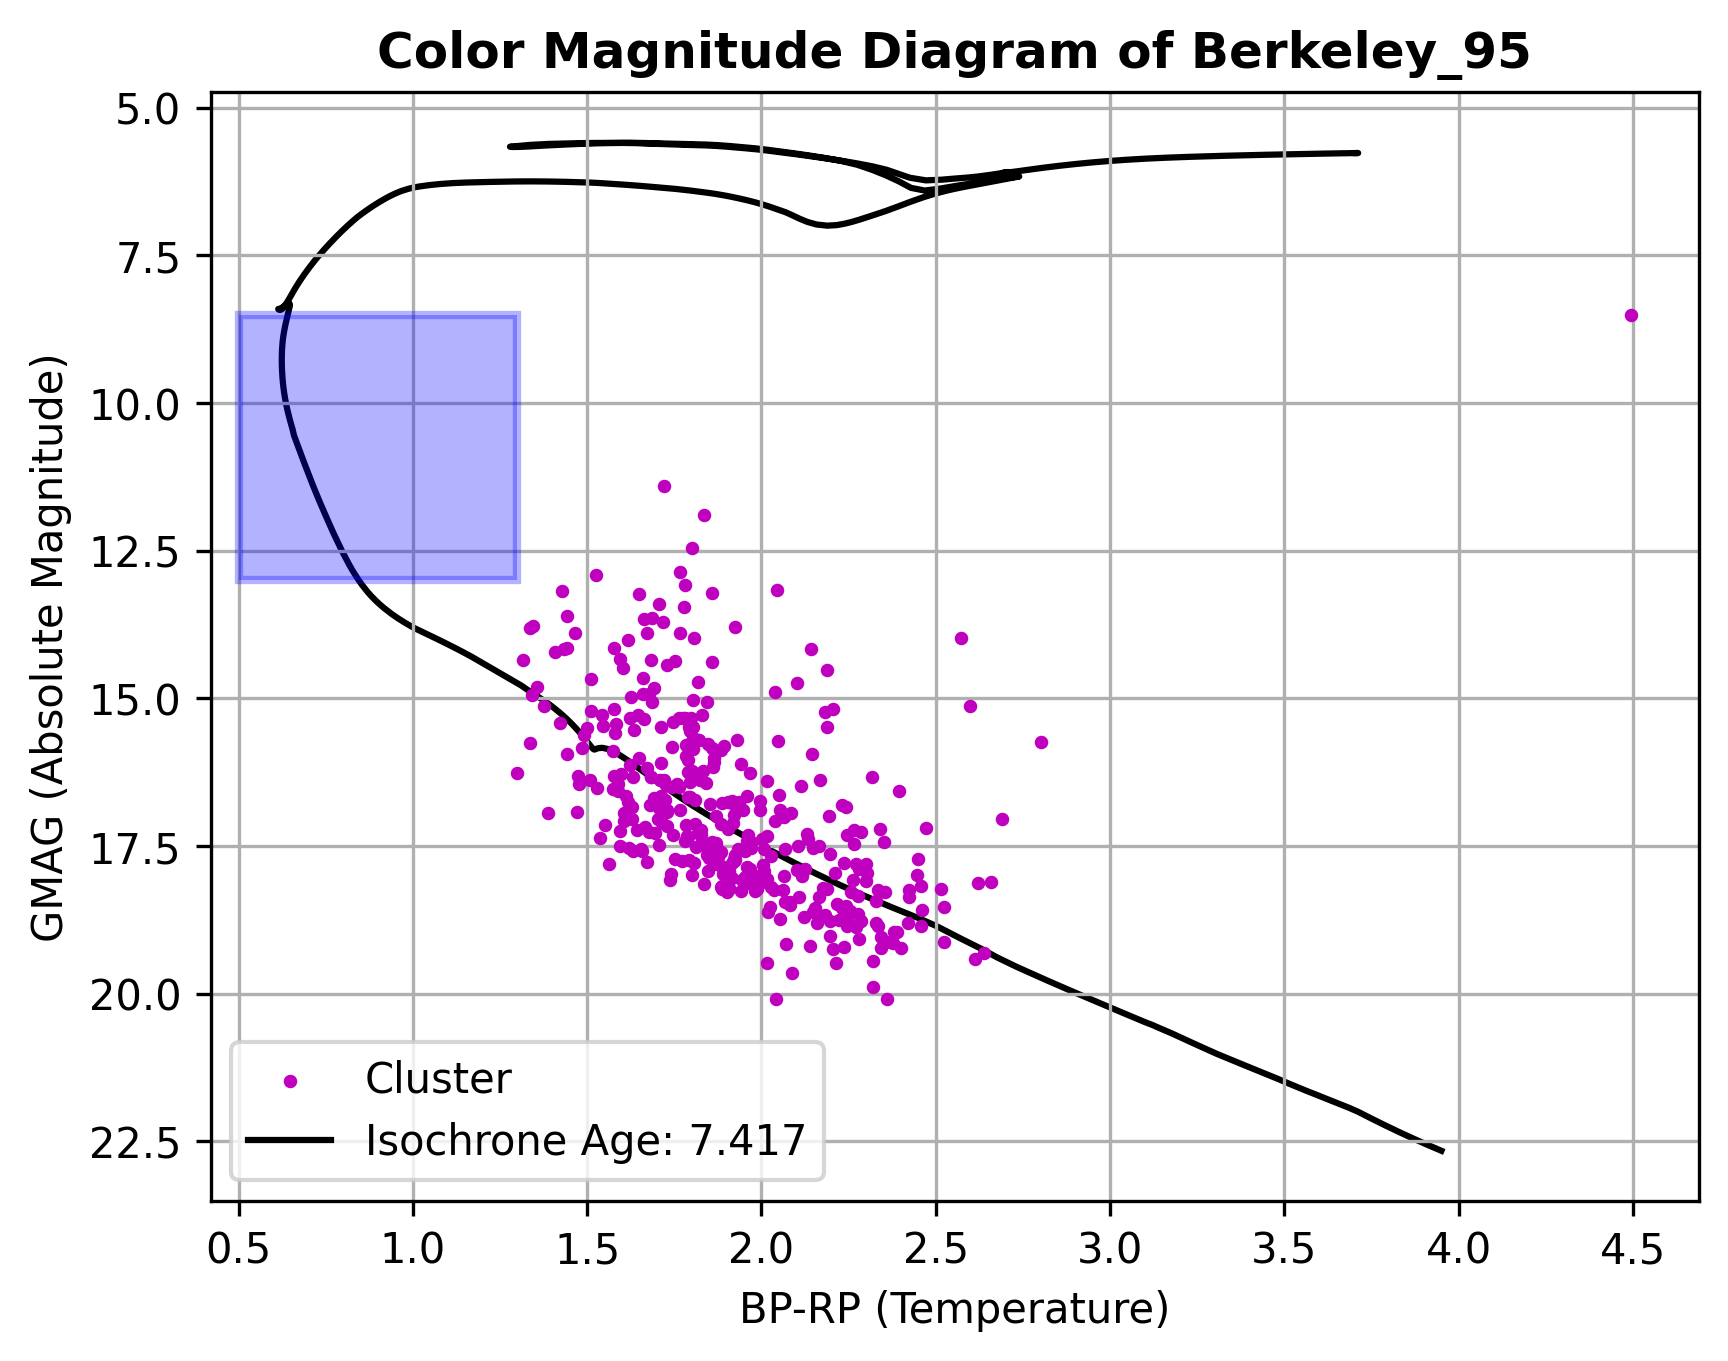 Color Magnitude Diagram of Berkeley_95
5.0
7.5
10.0
12.5
15.0
17.5
20.0
22.5
GMAG (Absolute Magnitude)
Cluster
Isochrone Age: 7.417
0.5 1.0 1.5 2.0 2.5 3.0 3.5 4.0 4.5
BP-RP (Temperature)